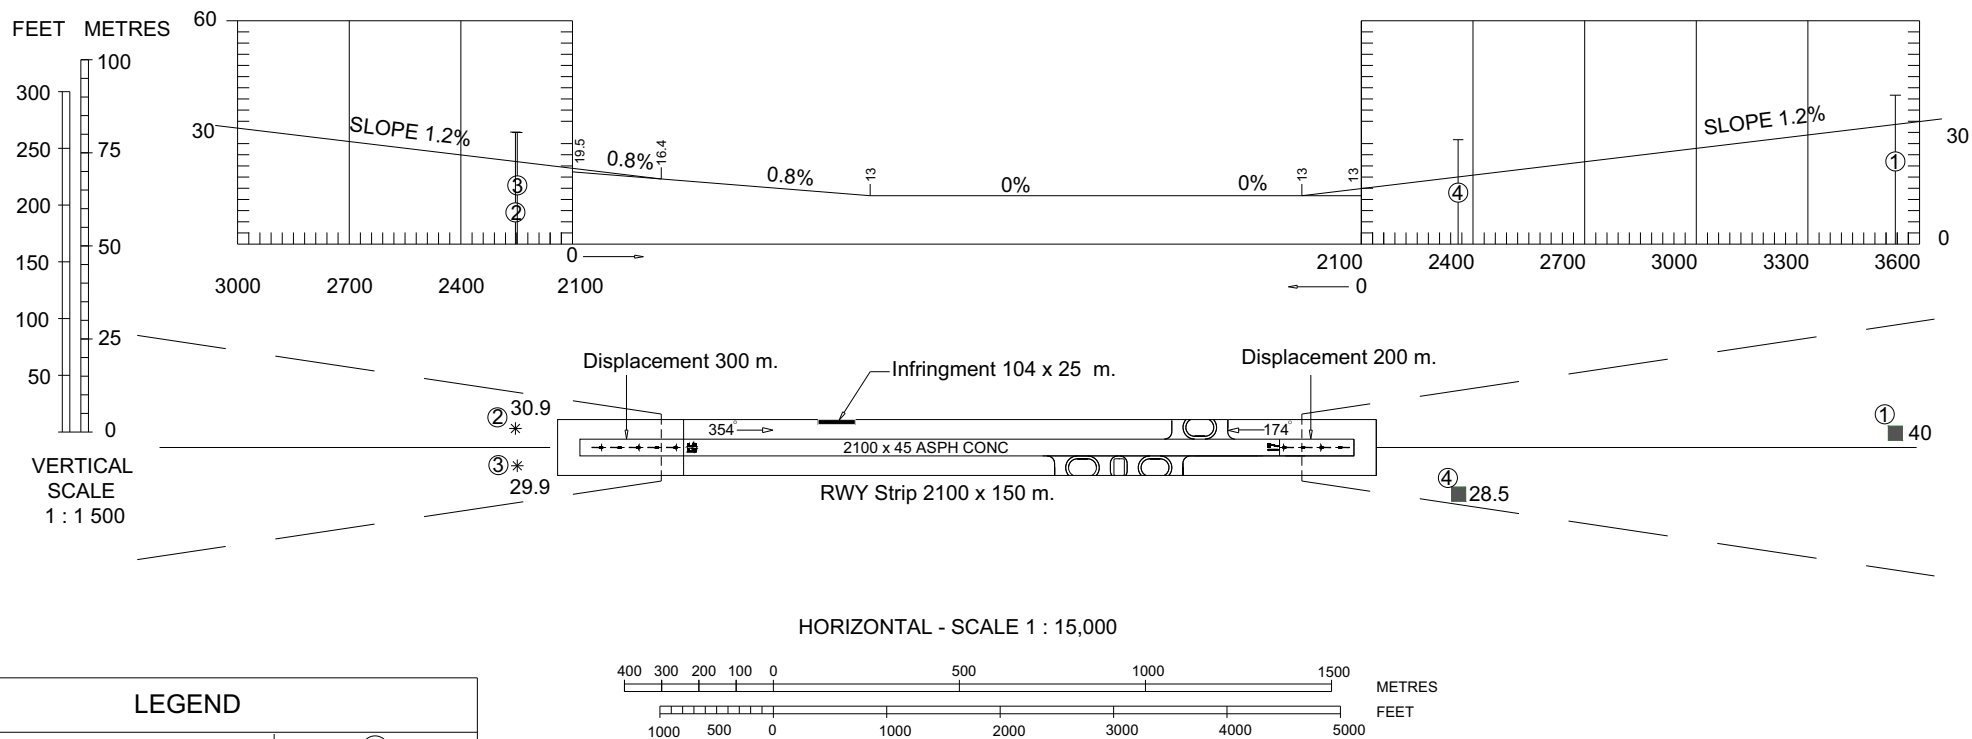 FEET METRES
60
100
300
30
SLOPE 1.2%
19.5
0.8%
16.4
0.8%
13
0%
0%
13
13
SLOPE 1.2%
30
250
75
③
②
④
①
200
50
0
0
150
3000 2700 2400 2100
2100 2400 2700 3000 3300 3600
0
100
25
50
0
Displacement 300 m.
Infringment 104 x 25 m.
Displacement 200 m.
② 30.9
354°
174°
① 40
2100 x 45 ASPH CONC
③ 29.9
④ 28.5
RWY Strip 2100 x 150 m.
VERTICAL
SCALE
1 : 1 500
HORIZONTAL - SCALE 1 : 15,000
400 300 200 100 0 500 1000 1500
METRES
FEET
1000 500 0 1000 2000 3000 4000 5000
LEGEND